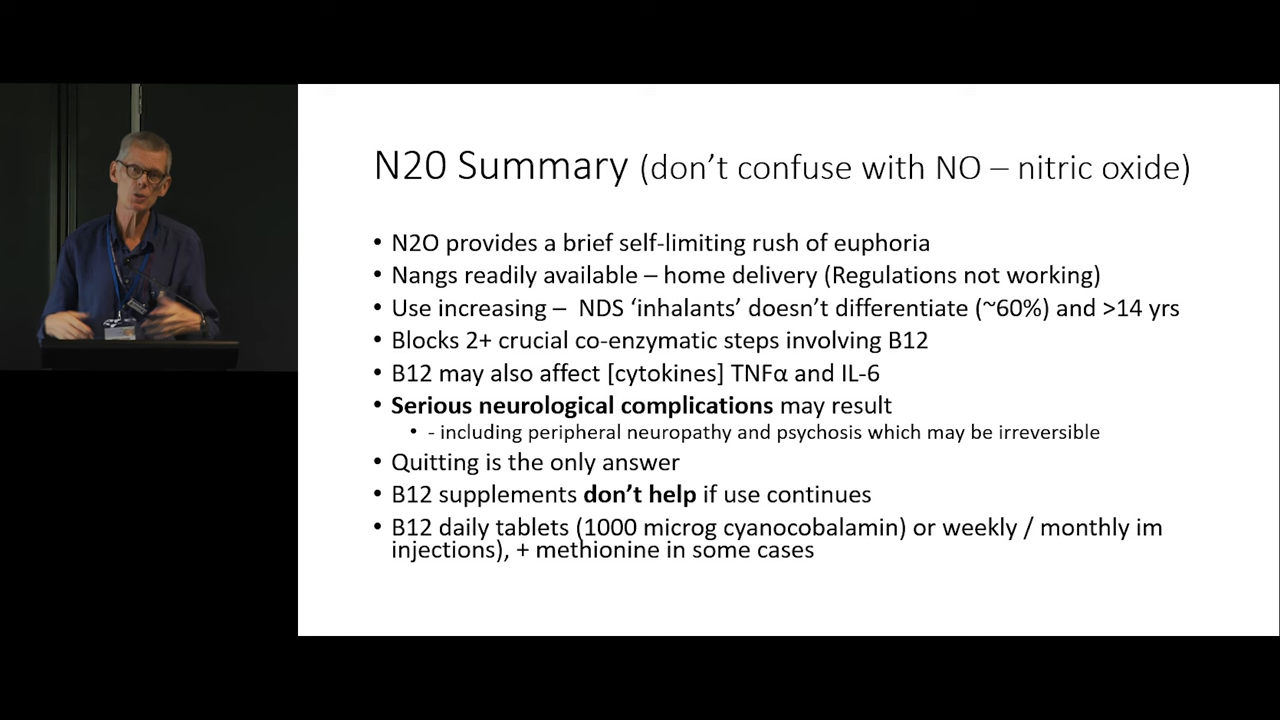 N20 Summary (don’t confuse with NO – nitric oxide)
• N2O provides a brief self-limiting rush of euphoria
• Nangs readily available – home delivery (Regulations not working)
• Use increasing – NDS ‘inhalants’ doesn’t differentiate (~60%) and >14 yrs
• Blocks 2+ crucial co-enzymatic steps involving B12
• B12 may also affect [cytokines] TNFα and IL-6
• Serious neurological complications may result
• - including peripheral neuropathy and psychosis which may be irreversible
• Quitting is the only answer
• B12 supplements don’t help if use continues
• B12 daily tablets (1000 microg cyanocobalamin) or weekly / monthly im
injections), + methionine in some cases